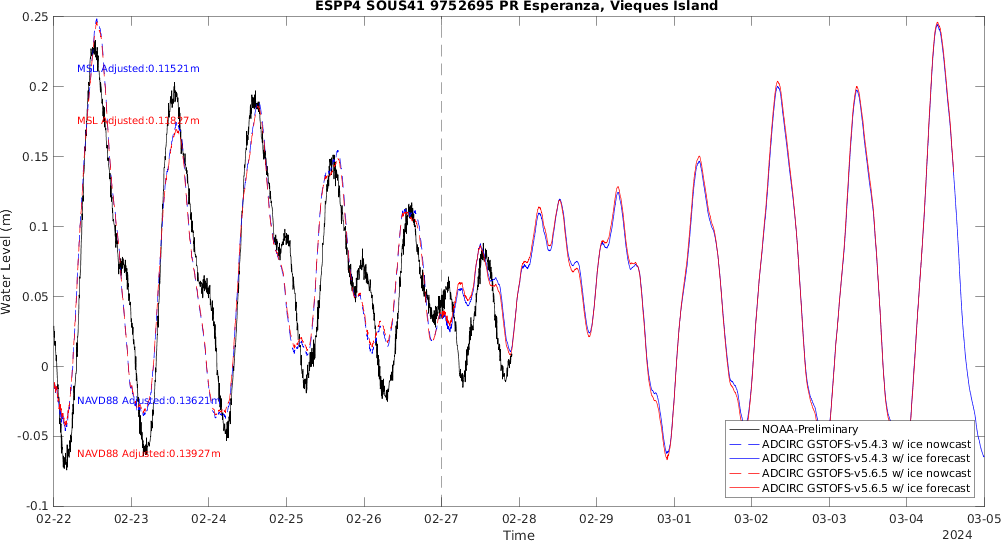 ESPP4 SOUS41 9752695 PR Esperanza, Vieques Island
0.25
0.2
0.15
0.1
0.05
0
-0.05
-0.1
Water Level (m)
MSL Adjusted:0.11521m
MSL Adjusted:0.11827m
NAVD88 Adjusted:0.13621m
NAVD88 Adjusted:0.13927m
NOAA-Preliminary
ADCIRC GSTOFS-v5.4.3 w/ ice nowcast
ADCIRC GSTOFS-v5.4.3 w/ ice forecast
ADCIRC GSTOFS-v5.6.5 w/ ice nowcast
ADCIRC GSTOFS-v5.6.5 w/ ice forecast
02-22 02-23 02-24 02-25 02-26 02-27 02-28 02-29 03-01 03-02 03-03 03-04 03-05
Time
2024